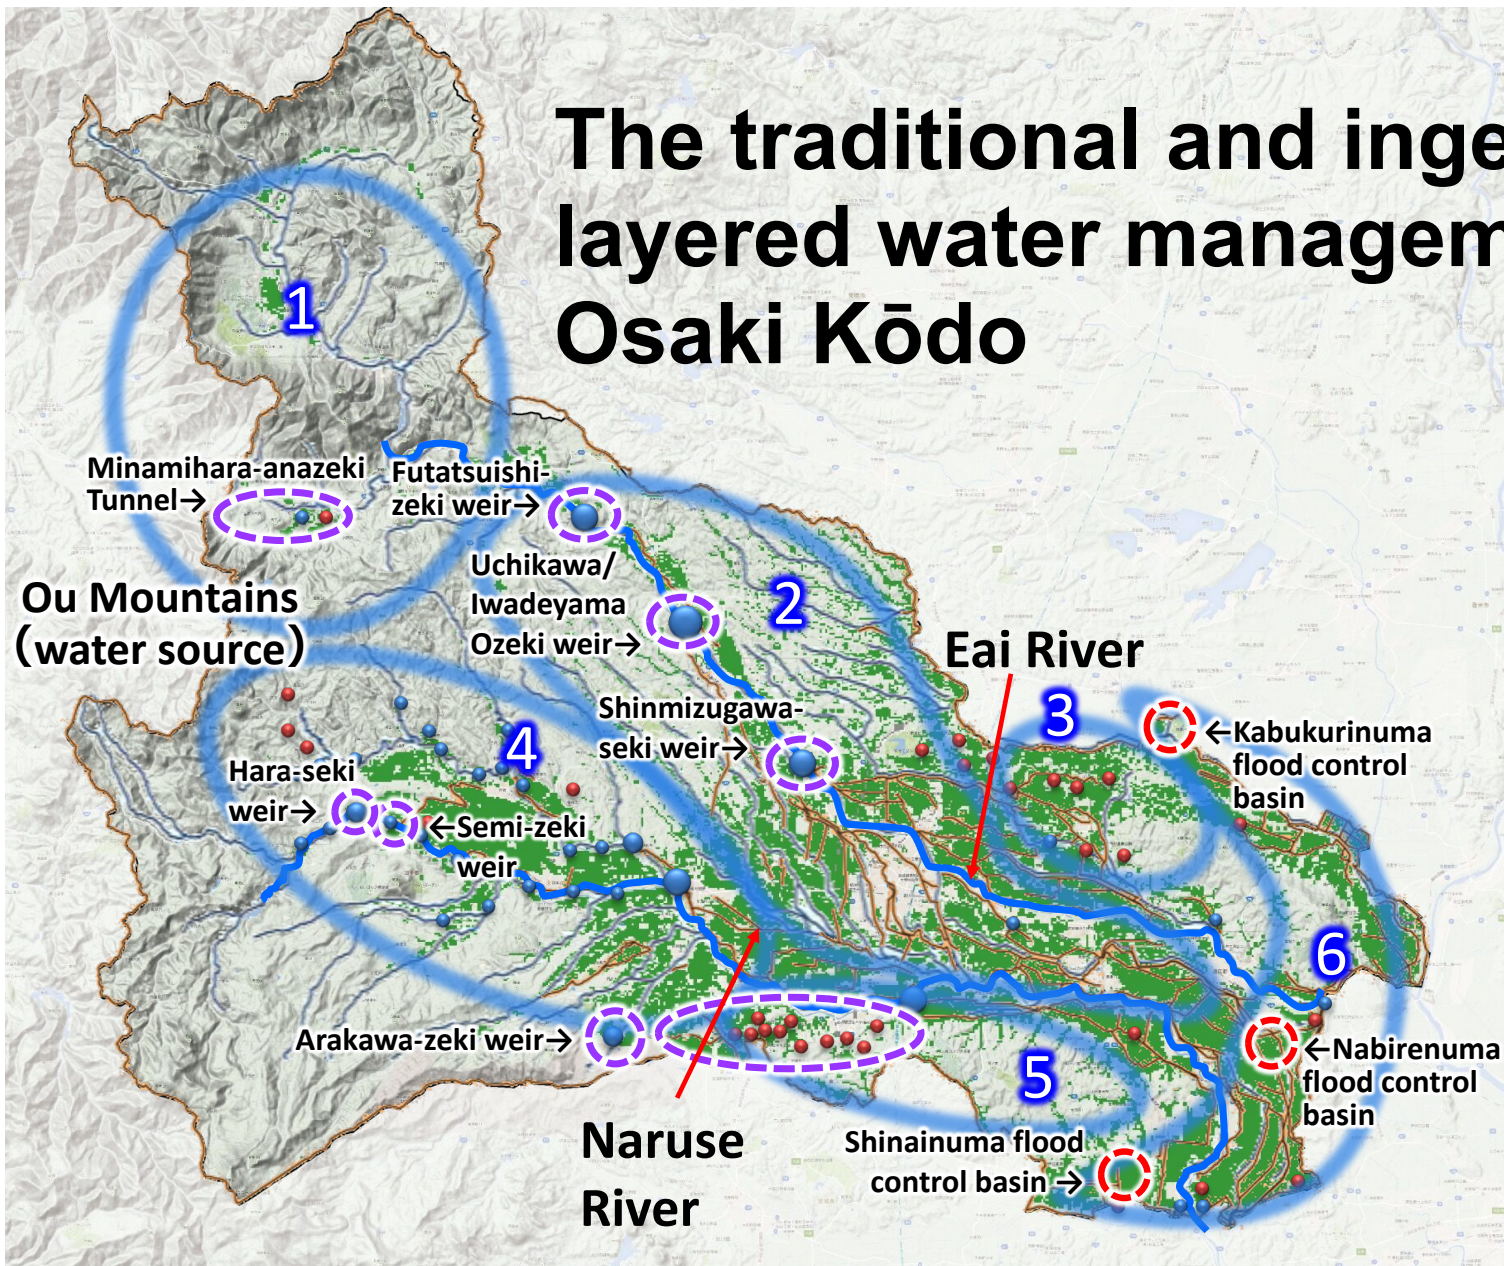 The traditional and inge
layered water managem
Osaki Kōdo
1
Minamihara-anazeki
Tunnel→
Futatsuishi-
zeki weir→
Ou Mountains
(water source)
Uchikawa/
Iwadeyama
Ozeki weir→
2
Eai River
Shinmizugawa-
seki weir→
3
←Kabukurinuma
flood control
basin
4
Hara-seki
weir→
←Semi-zeki
weir
6
Arakawa-zeki weir→
5
←Nabirenuma
flood control
basin
Naruse
River
Shinainuma flood
control basin →